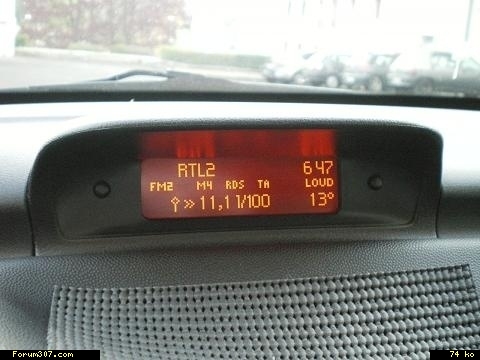 RTL2 6 47
FM2 M4 RDS TA LOUD
11,1 l/100 13°
Forum307.com 74 ko